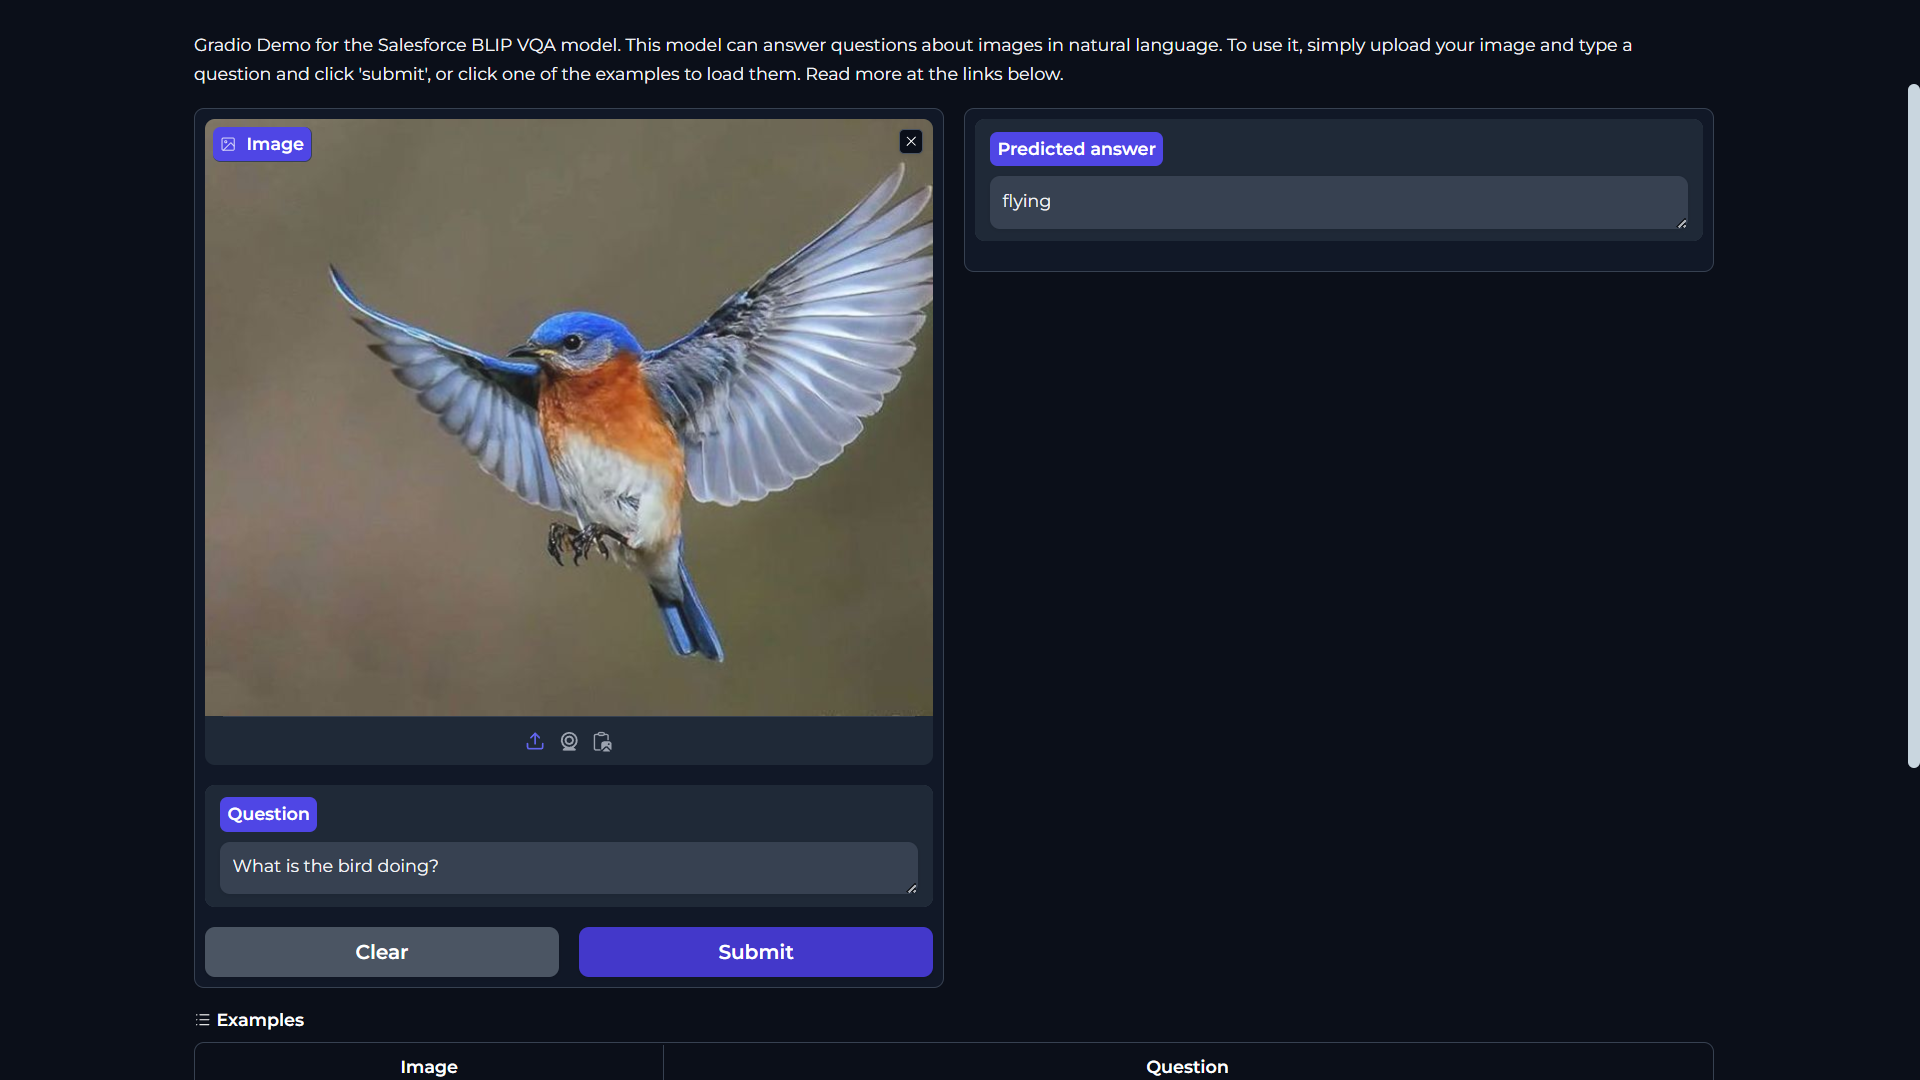 Gradio Demo for the Salesforce BLIP VQA model. This model can answer questions about images in natural language. To use it, simply upload your image and type a
question and click 'submit', or click one of the examples to load them. Read more at the links below.
Image
Predicted answer
flying
Question
What is the bird doing?
Clear
Submit
Examples
Image
Question